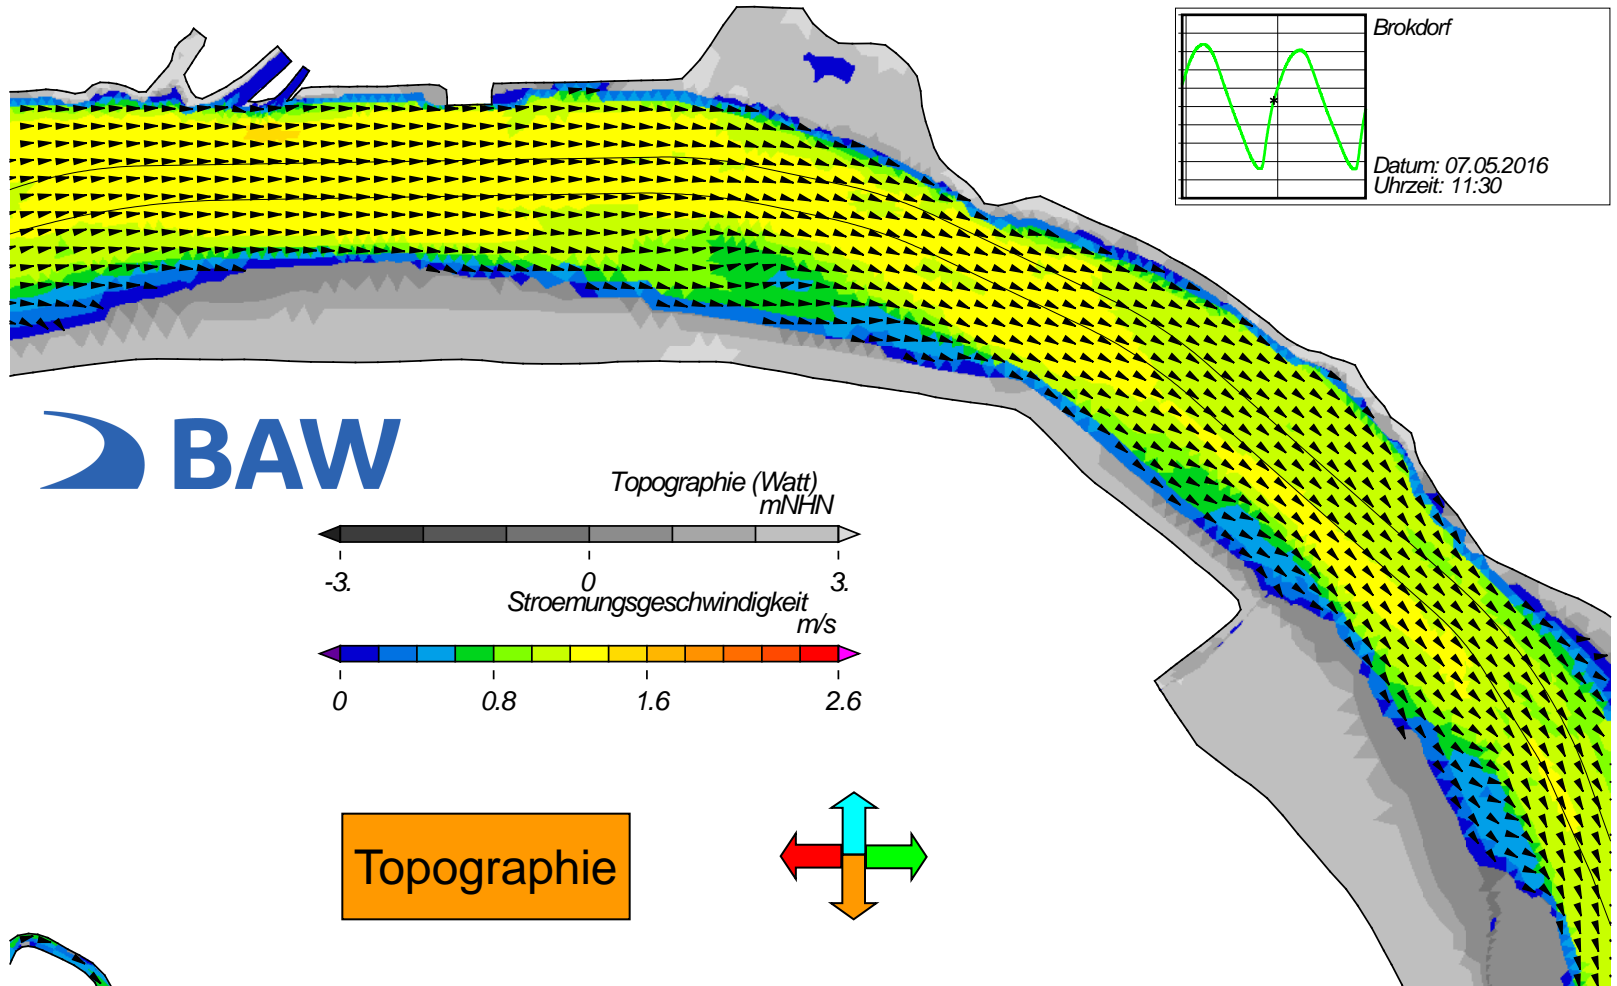 Brokdorf
Datum: 07.05.2016
Uhrzeit: 11:30
BAW
Topographie (Watt)
mNHN
-3. 0 3.
Stroemungsgeschwindigkeit
m/s
0 0.8 1.6 2.6
Topographie